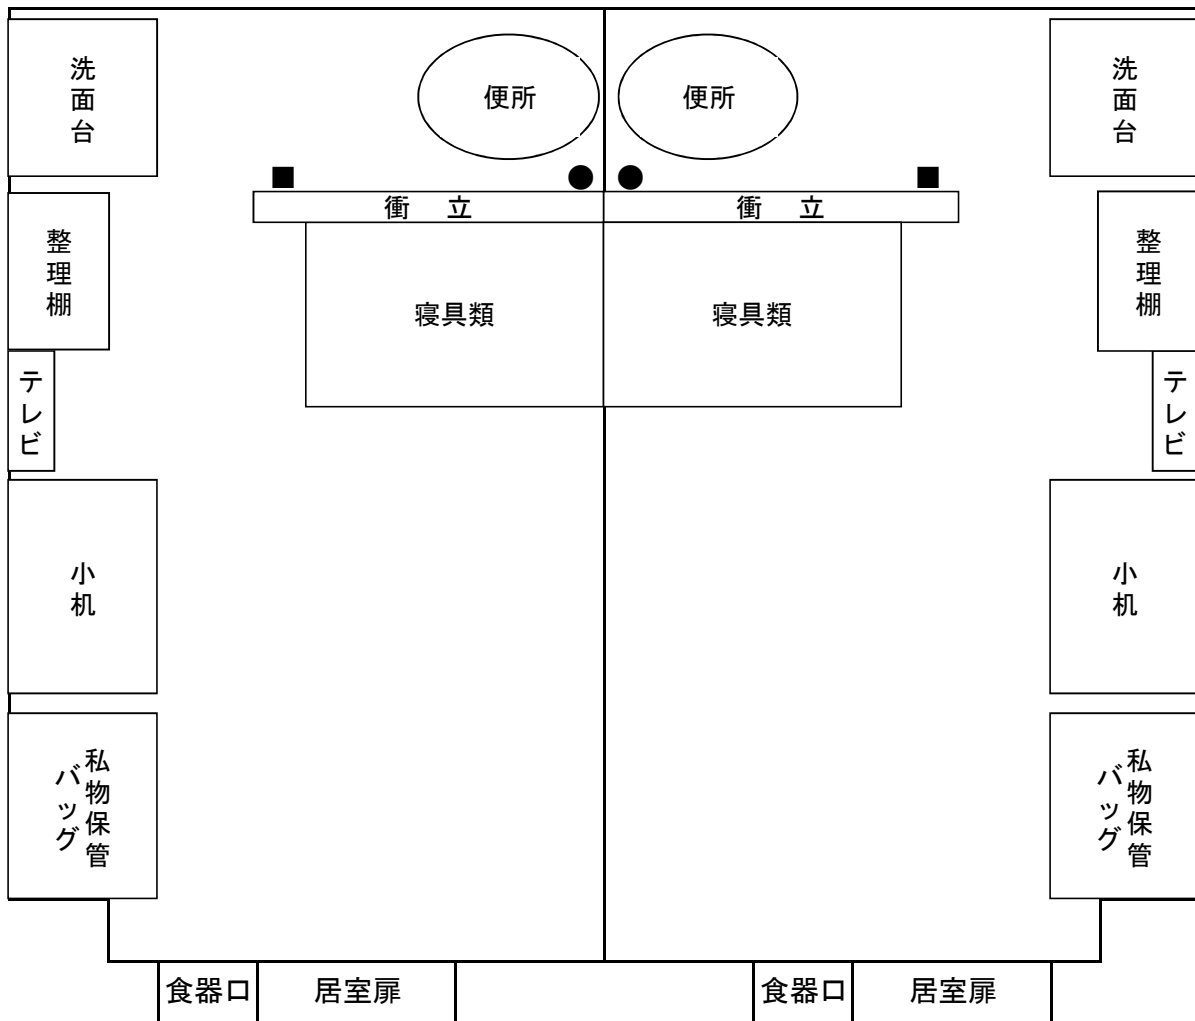 洗面台
便所
便所
洗面台
衝立
衝立
整理棚
寝具類
寝具類
整理棚
テレビ
テレビ
小机
小机
私物保管
バッグ
私物保管
バッグ
食器口
居室扉
食器口
居室扉